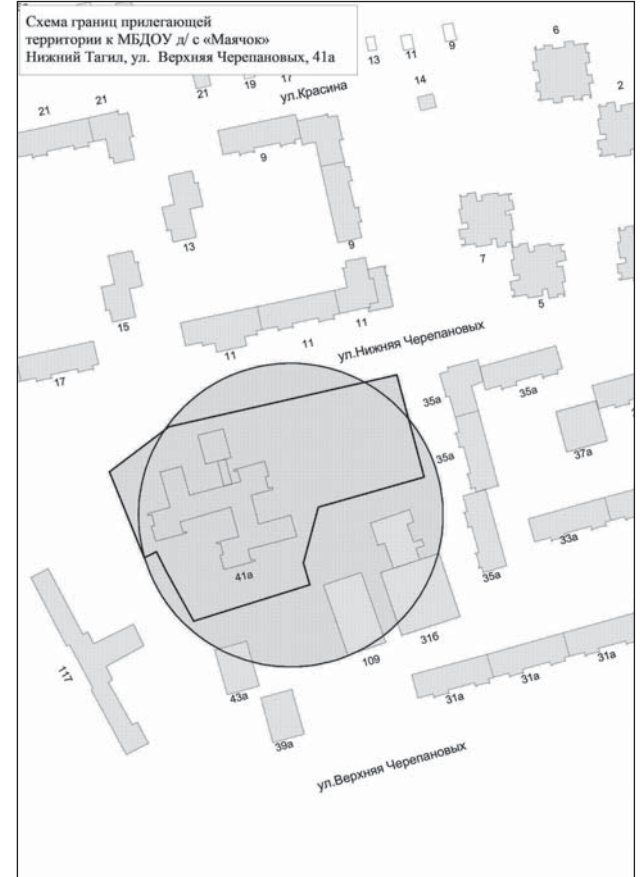 Схема границ прилегающей
территории к МБДОУ д/ с «Маячок»
Нижний Тагил, ул. Верхняя Черепановых, 41а
13
11
9
6
2
21
19
17
14
ул.Красина
21
21
9
13
9
7
5
15
11
11
11
ул.Нижняя Черепановых
17
35а
35а
35а
37а
33а
35а
41а
117
43а
109
31б
39а
31а
31а
31а
ул.Верхняя Черепановых